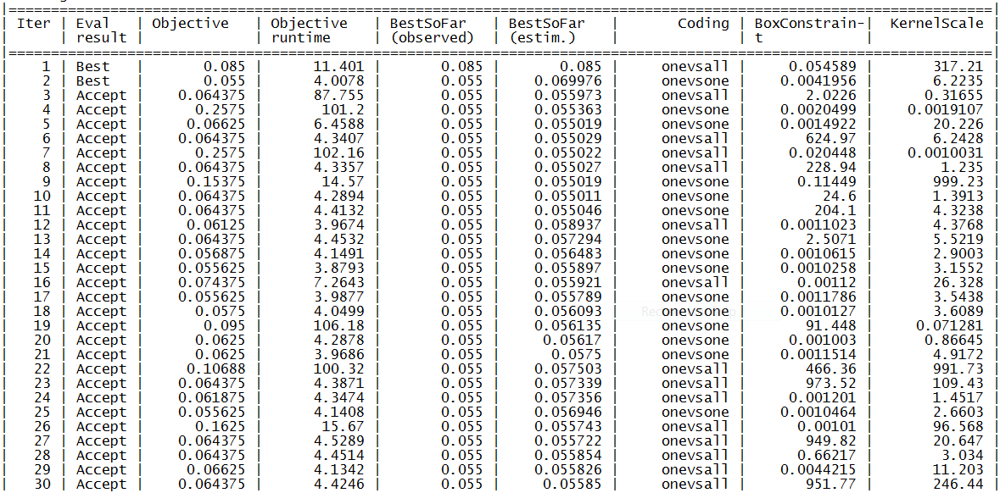 |===================================================================================================================|
| Iter | Eval | Objective | Objective | BestSoFar | BestSoFar | Coding | BoxConstrain-| KernelScale |
| | result | | runtime | (observed) | (estim.) | | t | |
|===================================================================================================================|
| 1 | Best | 0.085 | 11.401 | 0.085 | 0.085 | onevsall | 0.054589 | 317.21 |
| 2 | Best | 0.055 | 4.0078 | 0.055 | 0.069976 | onevsone | 0.0041956 | 6.2235 |
| 3 | Accept | 0.064375 | 87.755 | 0.055 | 0.055973 | onevsall | 2.0226 | 0.31655 |
| 4 | Accept | 0.2575 | 101.2 | 0.055 | 0.055363 | onevsone | 0.0020499 | 0.0019107 |
| 5 | Accept | 0.06625 | 6.4588 | 0.055 | 0.055019 | onevsone | 0.0014922 | 20.226 |
| 6 | Accept | 0.064375 | 4.3407 | 0.055 | 0.055029 | onevsall | 624.97 | 6.2428 |
| 7 | Accept | 0.2575 | 102.16 | 0.055 | 0.055022 | onevsall | 0.020448 | 0.0010031 |
| 8 | Accept | 0.064375 | 4.3357 | 0.055 | 0.055027 | onevsall | 228.94 | 1.235 |
| 9 | Accept | 0.15375 | 14.57 | 0.055 | 0.055019 | onevsone | 0.11449 | 999.23 |
| 10 | Accept | 0.064375 | 4.2894 | 0.055 | 0.055011 | onevsone | 24.6 | 1.3913 |
| 11 | Accept | 0.064375 | 4.4132 | 0.055 | 0.055046 | onevsone | 204.1 | 4.3238 |
| 12 | Accept | 0.06125 | 3.9674 | 0.055 | 0.058937 | onevsall | 0.0011023 | 4.3768 |
| 13 | Accept | 0.064375 | 4.4532 | 0.055 | 0.057294 | onevsone | 2.5071 | 5.5219 |
| 14 | Accept | 0.056875 | 4.1491 | 0.055 | 0.056483 | onevsone | 0.0010615 | 2.9003 |
| 15 | Accept | 0.055625 | 3.8793 | 0.055 | 0.055897 | onevsone | 0.0010258 | 3.1552 |
| 16 | Accept | 0.074375 | 7.2643 | 0.055 | 0.055921 | onevsall | 0.00112 | 26.328 |
| 17 | Accept | 0.055625 | 3.9877 | 0.055 | 0.055789 | onevsone | 0.0011786 | 3.5438 |
| 18 | Accept | 0.0575 | 4.0499 | 0.055 | 0.056093 | onevsone | 0.0010127 | 3.6089 |
| 19 | Accept | 0.095 | 106.18 | 0.055 | 0.056135 | onevsone | 91.448 | 0.071281 |
| 20 | Accept | 0.0625 | 4.2878 | 0.055 | 0.05617 | onevsone | 0.001003 | 0.86645 |
| 21 | Accept | 0.0625 | 3.9686 | 0.055 | 0.0575 | onevsone | 0.0011514 | 4.9172 |
| 22 | Accept | 0.10688 | 100.32 | 0.055 | 0.057503 | onevsall | 466.36 | 991.73 |
| 23 | Accept | 0.064375 | 4.3871 | 0.055 | 0.057339 | onevsall | 973.52 | 109.43 |
| 24 | Accept | 0.061875 | 4.3474 | 0.055 | 0.057356 | onevsall | 0.001201 | 1.4517 |
| 25 | Accept | 0.055625 | 4.1408 | 0.055 | 0.056946 | onevsone | 0.0010464 | 2.6603 |
| 26 | Accept | 0.1625 | 15.67 | 0.055 | 0.055743 | onevsall | 0.00101 | 96.568 |
| 27 | Accept | 0.064375 | 4.5289 | 0.055 | 0.055722 | onevsall | 949.82 | 20.647 |
| 28 | Accept | 0.064375 | 4.4514 | 0.055 | 0.055854 | onevsall | 0.66217 | 3.034 |
| 29 | Accept | 0.06625 | 4.1342 | 0.055 | 0.055826 | onevsall | 0.0044215 | 11.203 |
| 30 | Accept | 0.064375 | 4.4246 | 0.055 | 0.05585 | onevsall | 951.77 | 246.44 |